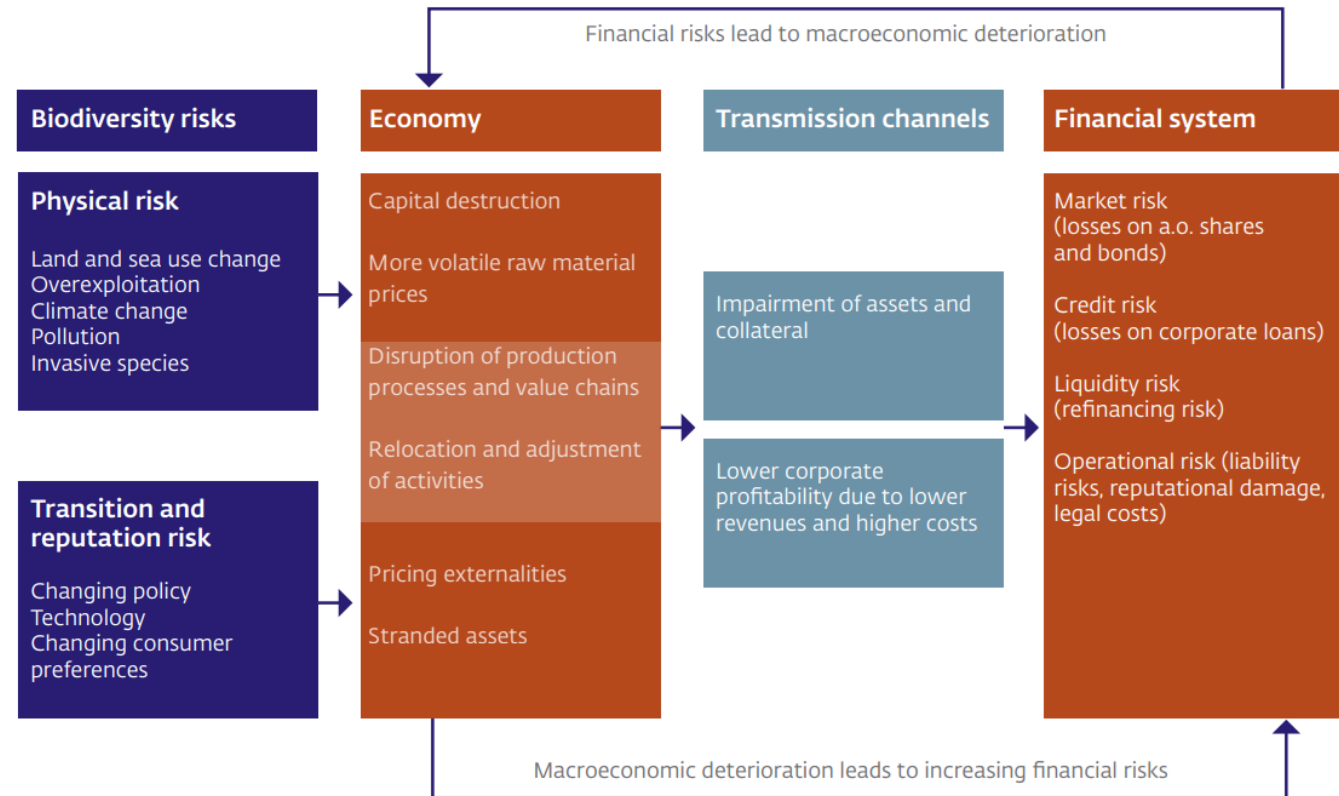 Financial risks lead to macroeconomic deterioration
Biodiversity risks
Economy
Transmission channels
Financial system
Physical risk
Land and sea use change
Overexploitation
Climate change
Pollution
Invasive species
Transition and
reputation risk
Changing policy
Technology
Changing consumer
preferences
Capital destruction
More volatile raw material
prices
Disruption of production
processes and value chains
Relocation and adjustment
of activities
Pricing externalities
Stranded assets
Impairment of assets and
collateral
Lower corporate
profitability due to lower
revenues and higher costs
Market risk
(losses on a.o. shares
and bonds)
Credit risk
(losses on corporate loans)
Liquidity risk
(refinancing risk)
Operational risk (liability
risks, reputational damage,
legal costs)
Macroeconomic deterioration leads to increasing financial risks